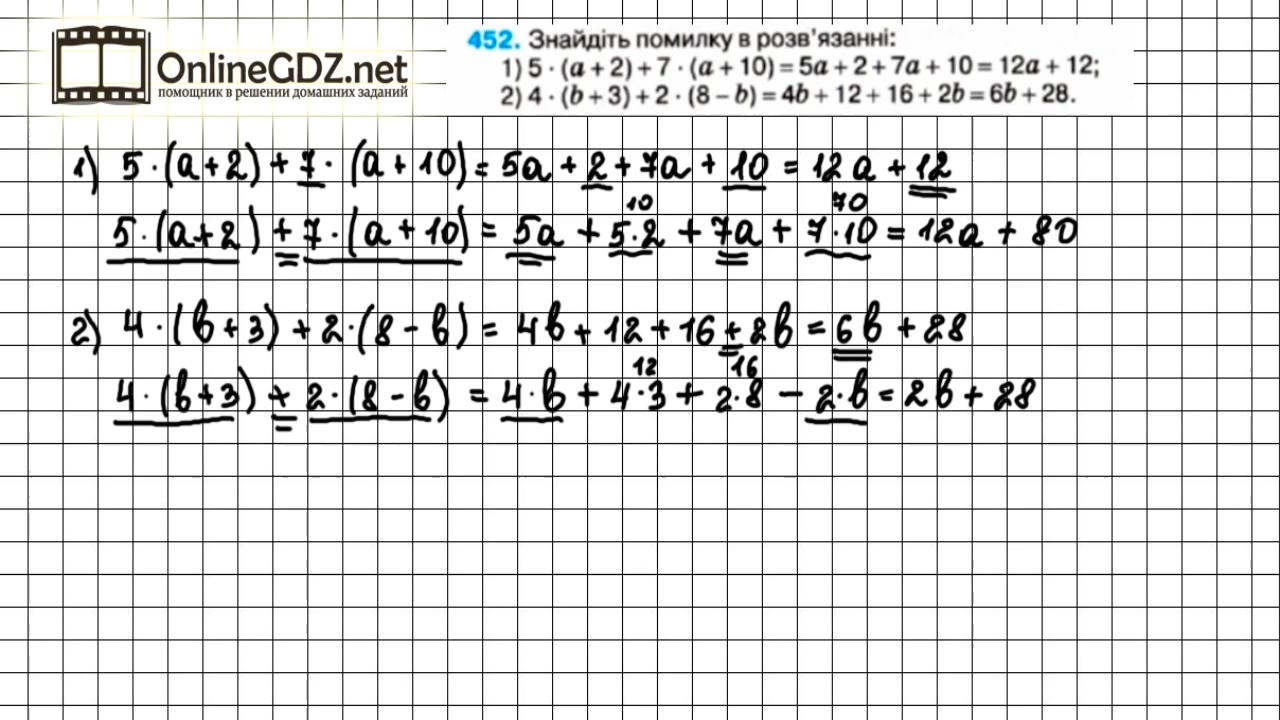 OnlineGDZ.net
помощник в решении домашних заданий
452. Знайдіть помилку в розв'язанні:
1) 5 · (a + 2) + 7 · (a + 10) = 5a + 2 + 7a + 10 = 12a + 12;
2) 4 · (b + 3) + 2 · (8 – b) = 4b + 12 + 16 + 2b = 6b + 28.
1) 5 · (a + 2) + 7 · (a + 10) = 5a + 2 + 7a + 10 = 12a + 12
10 70
5 · (a + 2) + 7 · (a + 10) = 5a + 5 · 2 + 7a + 7 · 10 = 12a + 80
2) 4 · (b + 3) + 2 · (8 – b) = 4b + 12 + 16 + 2b = 6b + 28
12 16
4 · (b + 3) + 2 · (8 – b) = 4 · b + 4 · 3 + 2 · 8 – 2 · b = 2b + 28